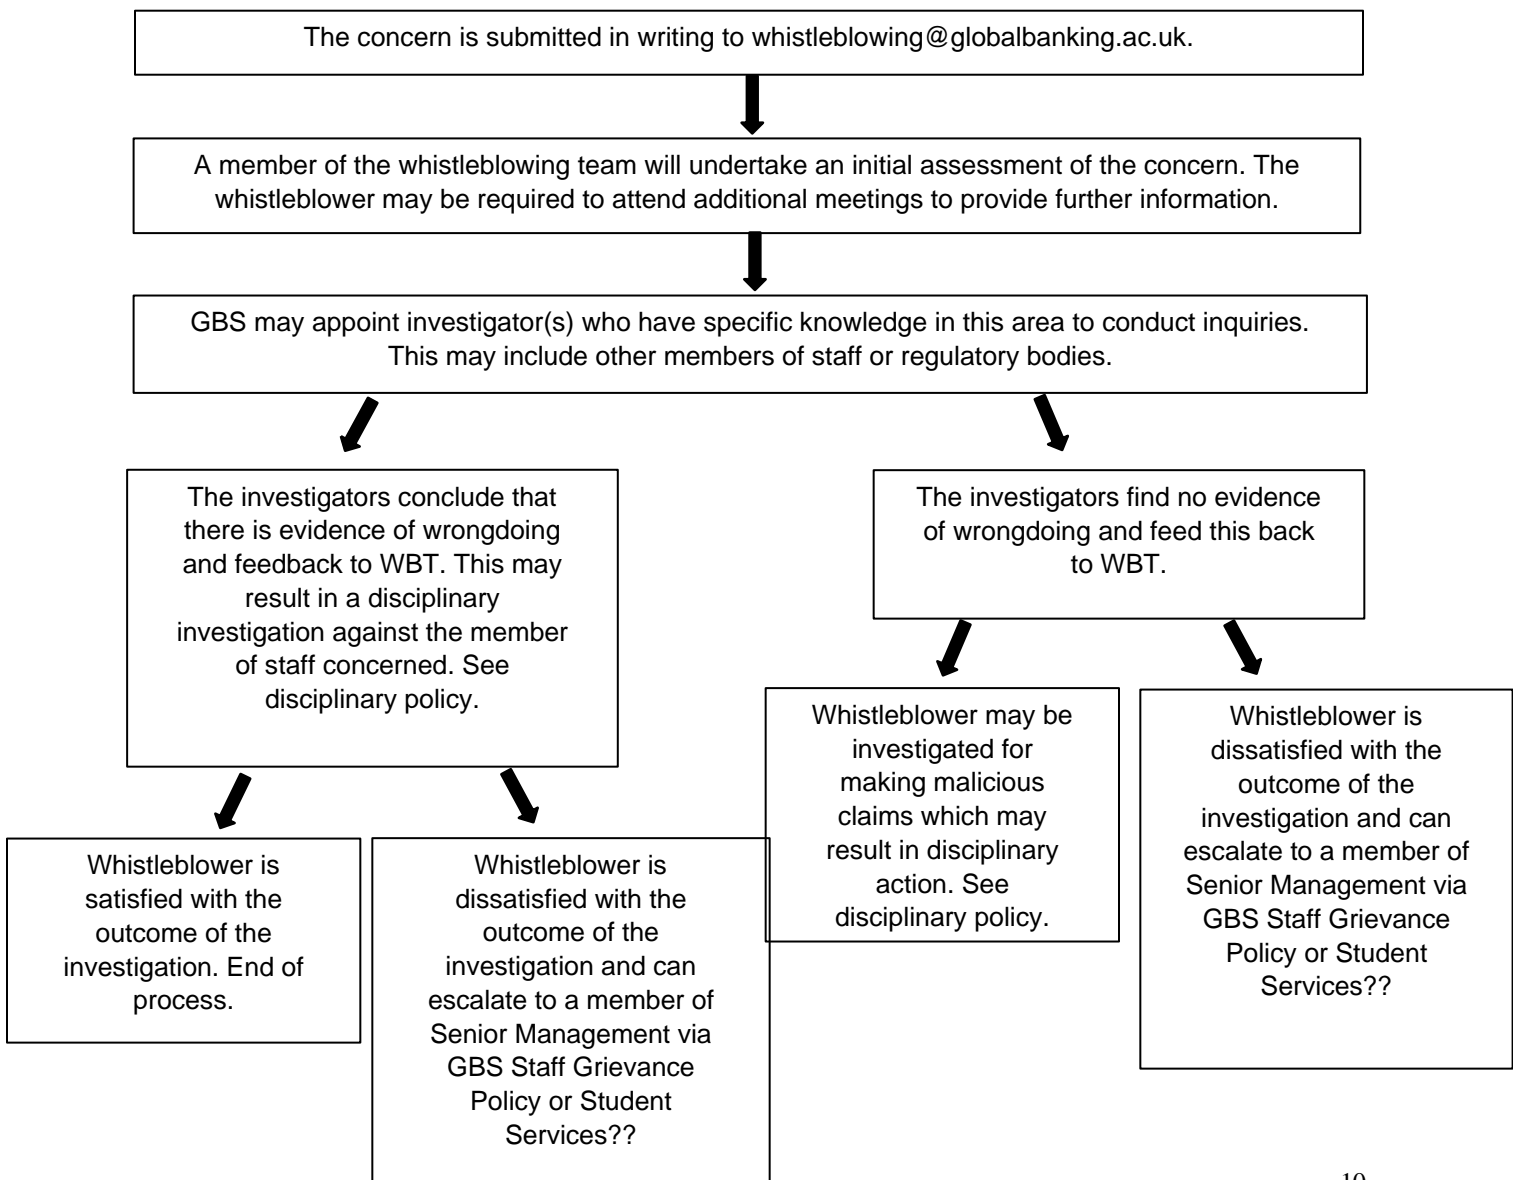 The concern is submitted in writing to whistleblowing@globalbanking.ac.uk.
A member of the whistleblowing team will undertake an initial assessment of the concern. The
whistleblower may be required to attend additional meetings to provide further information.
GBS may appoint investigator(s) who have specific knowledge in this area to conduct inquiries.
This may include other members of staff or regulatory bodies.
The investigators conclude that
there is evidence of wrongdoing
and feedback to WBT. This may
result in a disciplinary
investigation against the member
of staff concerned. See
disciplinary policy.
The investigators find no evidence
of wrongdoing and feed this back
to WBT.
Whistleblower is
satisfied with the
outcome of the
investigation. End of
process.
Whistleblower is
dissatisfied with the
outcome of the
investigation and can
escalate to a member of
Senior Management via
GBS Staff Grievance
Policy or Student
Services??
Whistleblower may be
investigated for
making malicious
claims which may
result in disciplinary
action. See
disciplinary policy.
Whistleblower is
dissatisfied with the
outcome of the
investigation and can
escalate to a member of
Senior Management via
GBS Staff Grievance
Policy or Student
Services??
10